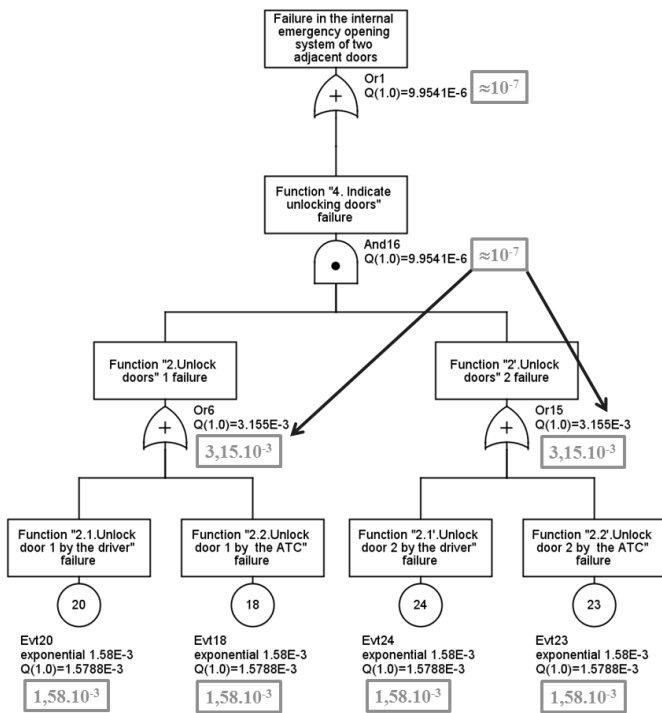 Failure in the internal
emergency opening
system of two
adjacent doors
Or1
Q(1.0)=9.9541E-6
≈10⁻⁷
+
Function "4. Indicate
unlocking doors"
failure
And16
Q(1.0)=9.9541E-6
≈10⁻⁷
Function "2.Unlock
doors" 1 failure
Function "2'.Unlock
doors" 2 failure
Or6
Q(1.0)=3.155E-3
+
3,15.10⁻³
Or15
Q(1.0)=3.155E-3
+
3,15.10⁻³
Function "2.1.Unlock
door 1 by the driver"
failure
Function "2.2.Unlock
door 1 by the ATC"
failure
Function "2.1'.Unlock
door 2 by the driver"
failure
Function "2.2'.Unlock
door 2 by the ATC"
failure
20
18
24
23
Evt20
exponential 1.58E-3
Q(1.0)=1.5788E-3
1,58.10⁻³
Evt18
exponential 1.58E-3
Q(1.0)=1.5788E-3
1,58.10⁻³
Evt24
exponential 1.58E-3
Q(1.0)=1.5788E-3
1,58.10⁻³
Evt23
exponential 1.58E-3
Q(1.0)=1.5788E-3
1,58.10⁻³